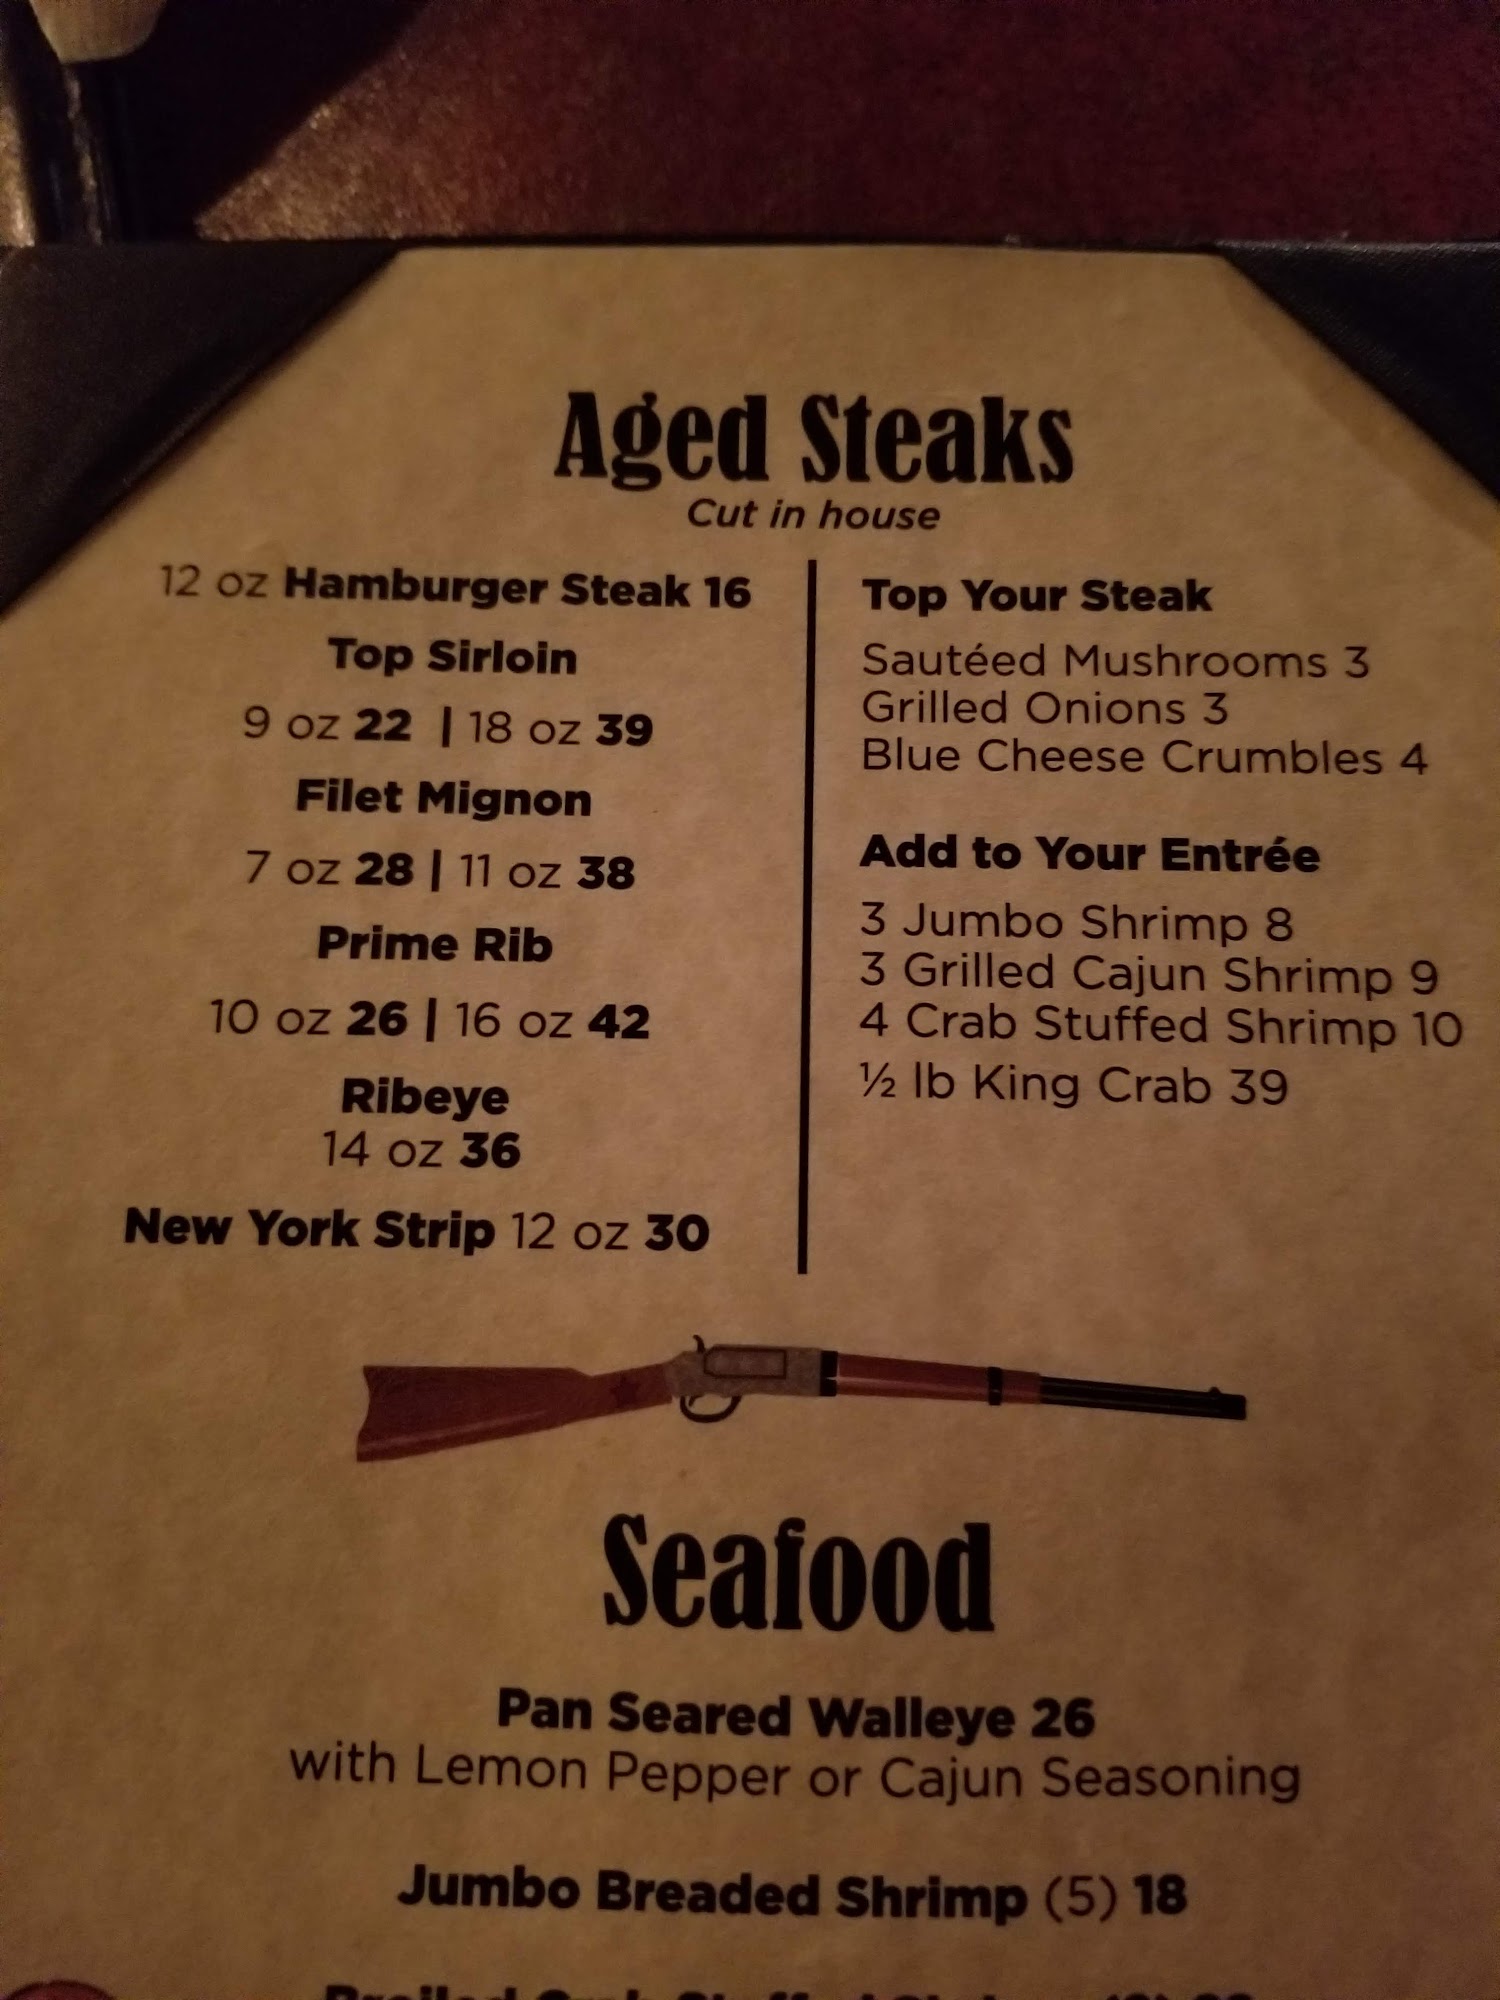 Aged Steaks
Cut in house
12 oz Hamburger Steak 16
Top Sirloin
9 oz 22 | 18 oz 39
Filet Mignon
7 oz 28 | 11 oz 38
Prime Rib
10 oz 26 | 16 oz 42
Ribeye
14 oz 36
New York Strip 12 oz 30
Top Your Steak
Sautéed Mushrooms 3
Grilled Onions 3
Blue Cheese Crumbles 4
Add to Your Entrée
3 Jumbo Shrimp 8
3 Grilled Cajun Shrimp 9
4 Crab Stuffed Shrimp 10
½ lb King Crab 39
Seafood
Pan Seared Walleye 26
with Lemon Pepper or Cajun Seasoning
Jumbo Breaded Shrimp (5) 18